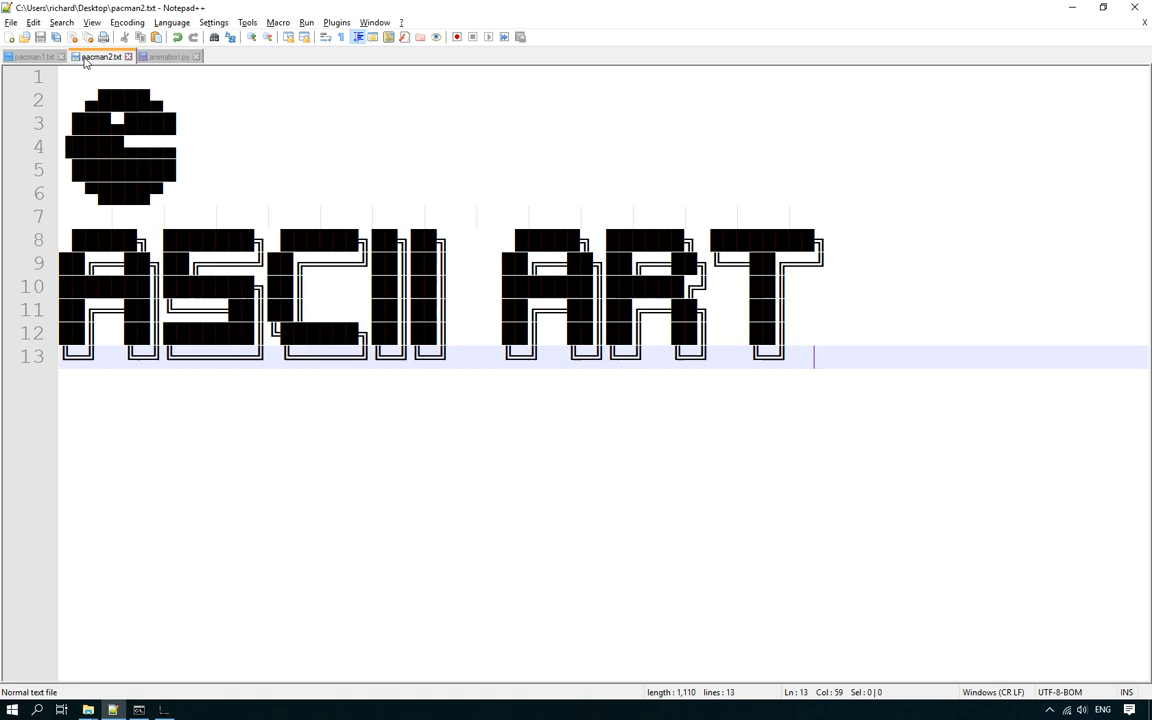 C:\Users\richard\Desktop\pacman2.txt - Notepad++
File Edit Search View Encoding Language Settings Tools Macro Run Plugins Window ?
X
pacman1.txt pacman2.txt animation.py
1
2
3
4
5
6
7
8
9
10
11
12
13
ASCII ART
Normal text file length : 1,110 lines : 13 Ln : 13 Col : 59 Sel : 0 | 0 Windows (CR LF) UTF-8-BOM INS
ENG